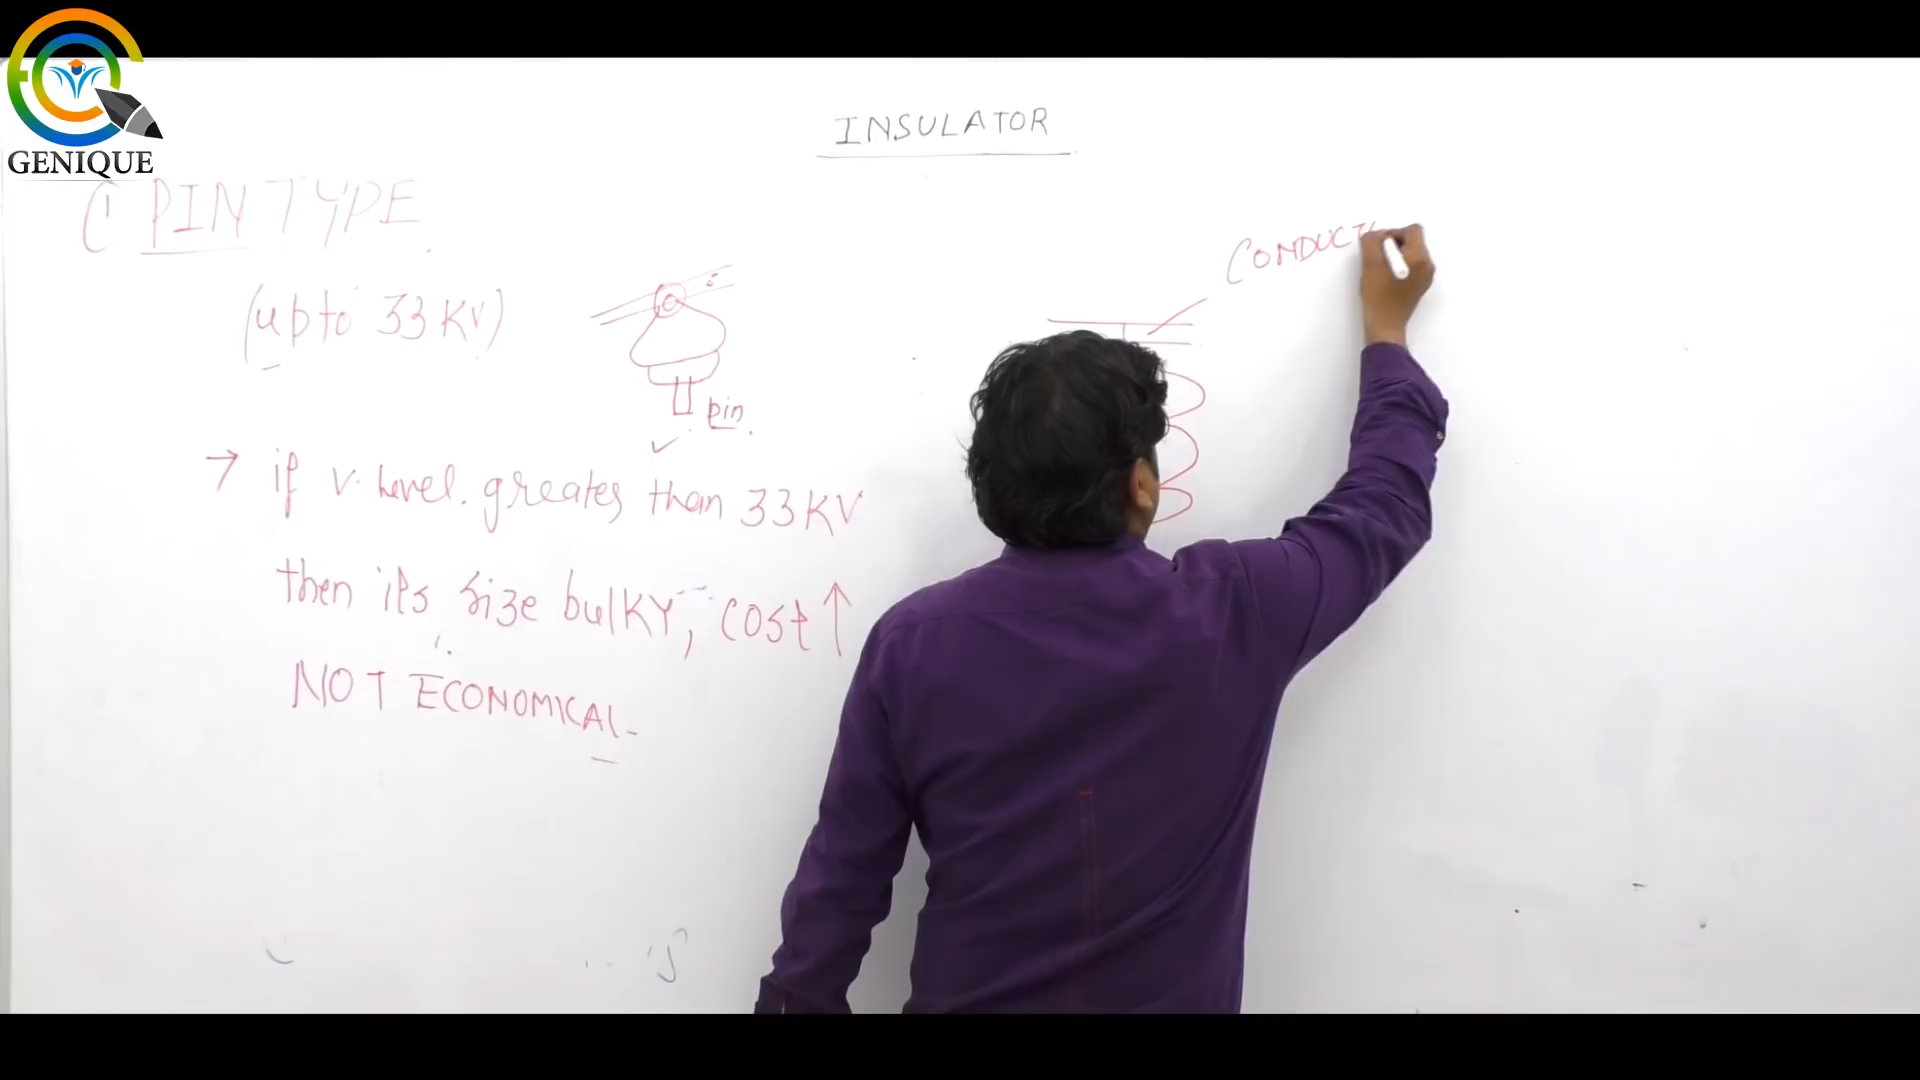 GENIQUE
INSULATOR
(1 PIN TYPE
(upto 33 KV)
pin
→ if v. level. greater than 33 KV
then its size bulky, cost ↑
NOT ECONOMICAL
CONDUCT